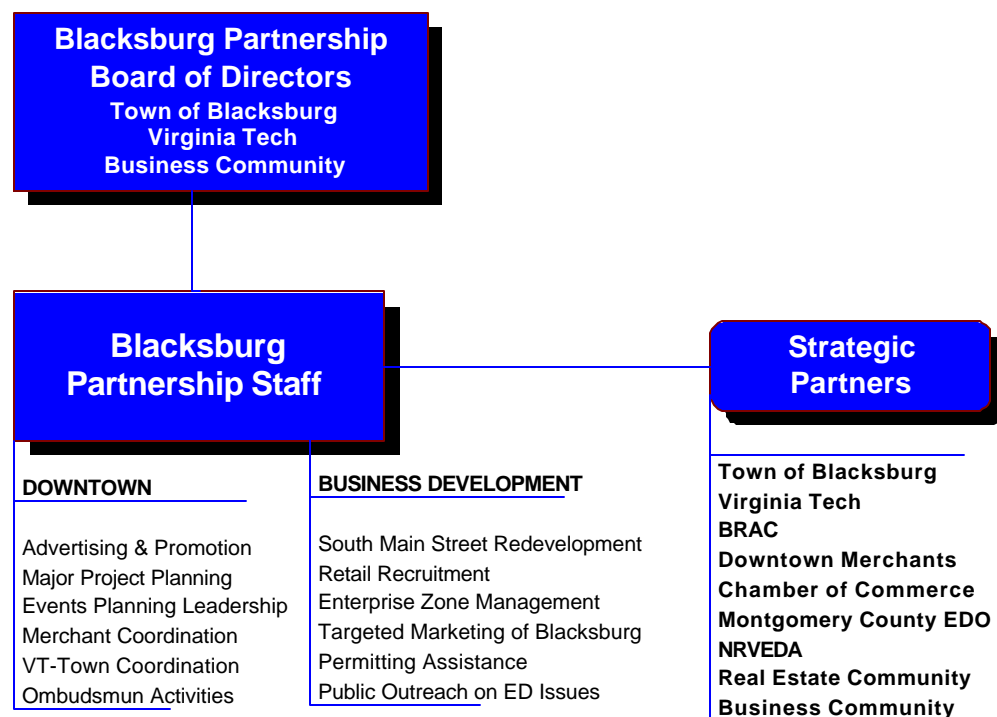 Blacksburg Partnership
Board of Directors
Town of Blacksburg
Virginia Tech
Business Community
Blacksburg
Partnership Staff
Strategic
Partners
DOWNTOWN
Advertising & Promotion
Major Project Planning
Events Planning Leadership
Merchant Coordination
VT-Town Coordination
Ombudsmun Activities
BUSINESS DEVELOPMENT
South Main Street Redevelopment
Retail Recruitment
Enterprise Zone Management
Targeted Marketing of Blacksburg
Permitting Assistance
Public Outreach on ED Issues
Town of Blacksburg
Virginia Tech
BRAC
Downtown Merchants
Chamber of Commerce
Montgomery County EDO
NRVEDA
Real Estate Community
Business Community